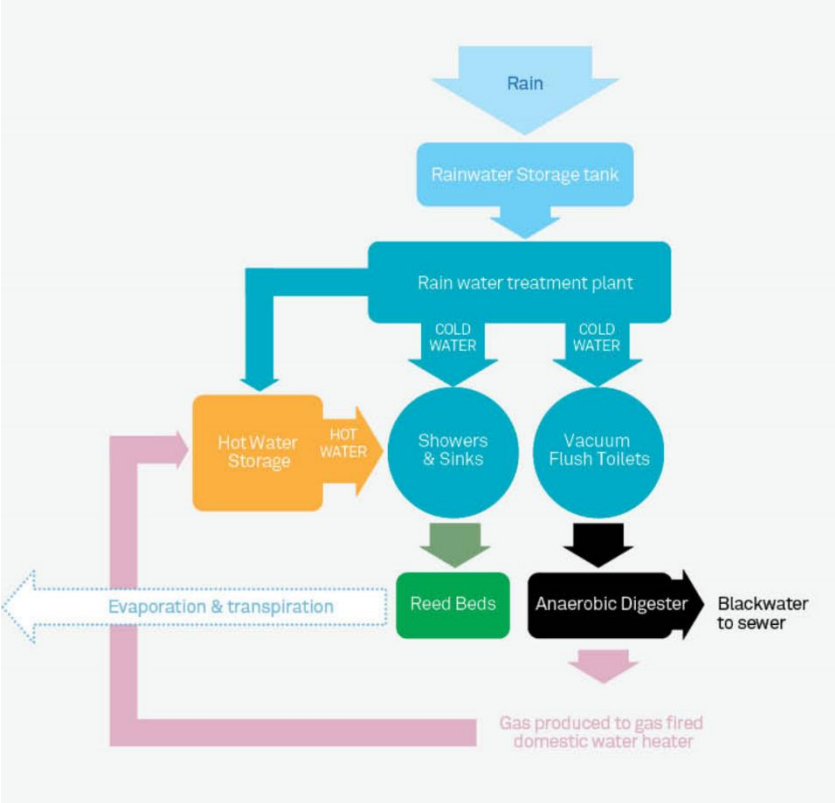 Rain
Rainwater Storage tank
Rain water treatment plant
COLD
WATER
COLD
WATER
Hot Water
Storage
HOT
WATER
Showers
& Sinks
Vacuum
Flush Toilets
Evaporation & transpiration
Reed Beds
Anaerobic Digester
Blackwater
to sewer
Gas produced to gas fired
domestic water heater